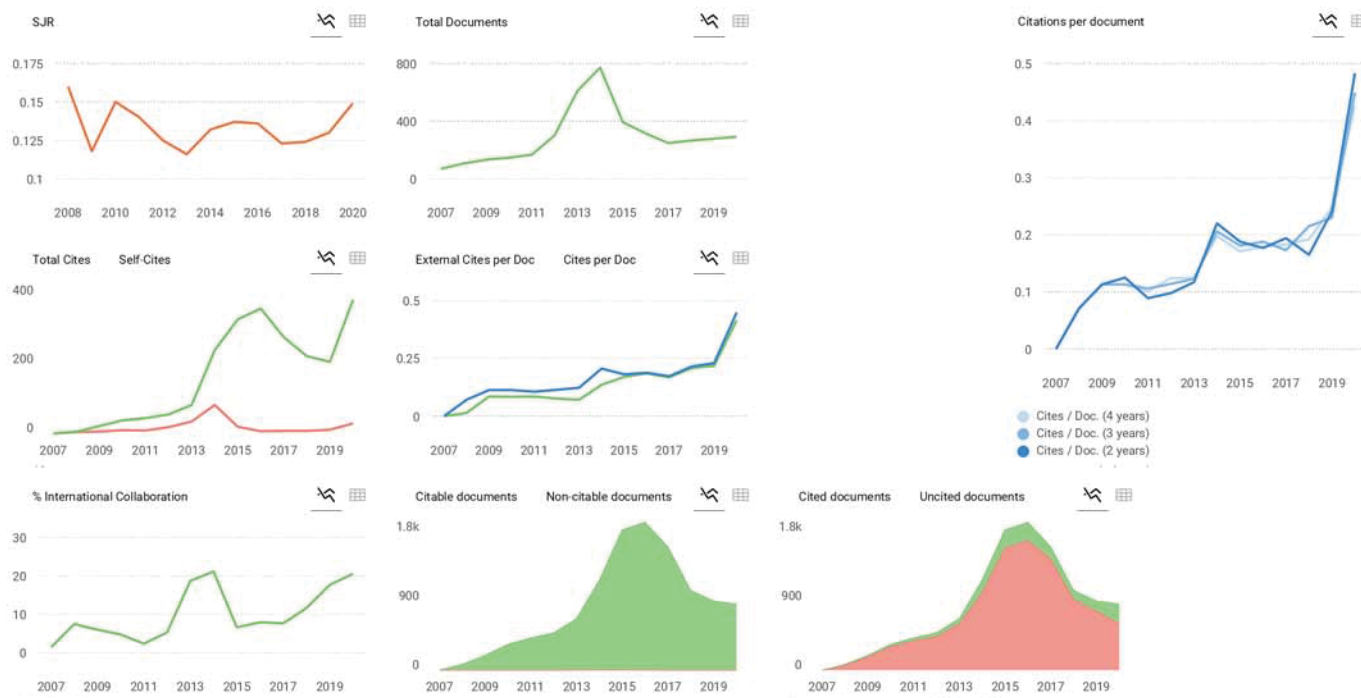 SJR
0.175
0.15
0.125
0.1
2008 2010 2012 2014 2016 2018 2020
Total Documents
800
400
0
2007 2009 2011 2013 2015 2017 2019
Citations per document
0.5
0.4
0.3
0.2
0.1
0
2007 2009 2011 2013 2015 2017 2019
Cites / Doc. (4 years)
Cites / Doc. (3 years)
Cites / Doc. (2 years)
Total Cites Self-Cites
400
200
0
2007 2009 2011 2013 2015 2017 2019
External Cites per Doc Cites per Doc
0.5
0.25
0
2007 2009 2011 2013 2015 2017 2019
% International Collaboration
30
20
10
0
2007 2009 2011 2013 2015 2017 2019
Citable documents Non-citable documents
1.8k
900
0
2007 2009 2011 2013 2015 2017 2019
Cited documents Uncited documents
1.8k
900
0
2007 2009 2011 2013 2015 2017 2019